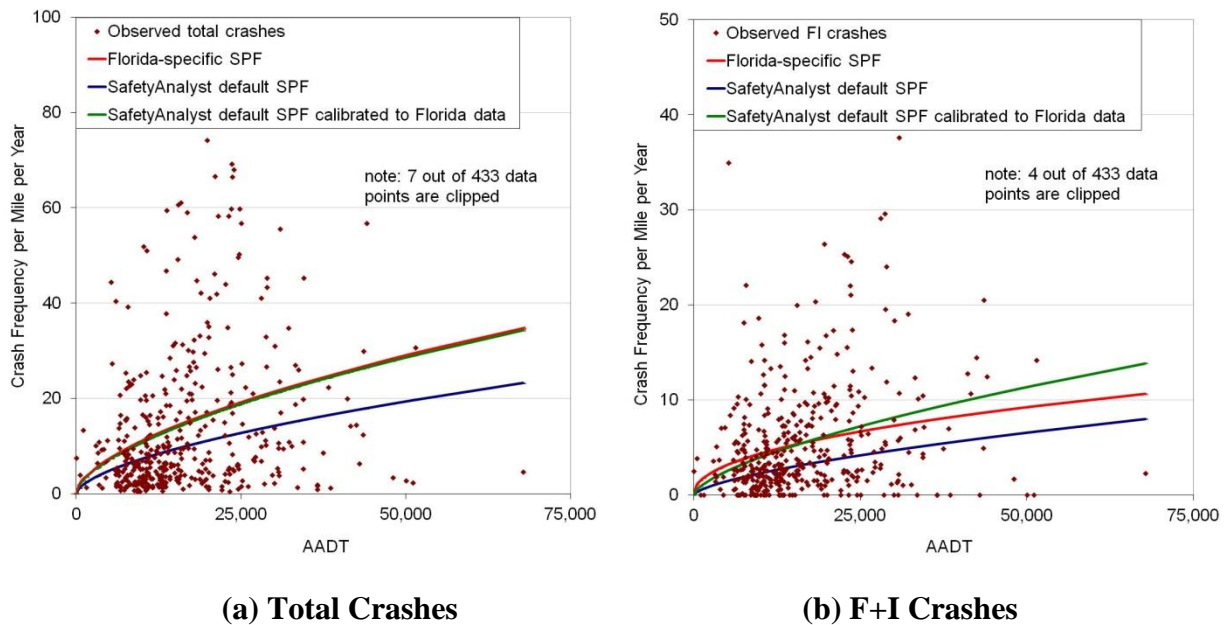 100
80
60
40
20
0
Crash Frequency per Mile per Year
Observed total crashes
Florida-specific SPF
SafetyAnalyst default SPF
SafetyAnalyst default SPF calibrated to Florida data
note: 7 out of 433 data
points are clipped
0
25,000
50,000
75,000
AADT
(a) Total Crashes
50
40
30
20
10
0
Crash Frequency per Mile per Year
Observed FI crashes
Florida-specific SPF
SafetyAnalyst default SPF
SafetyAnalyst default SPF calibrated to Florida data
note: 4 out of 433 data
points are clipped
0
25,000
50,000
75,000
AADT
(b) F+I Crashes